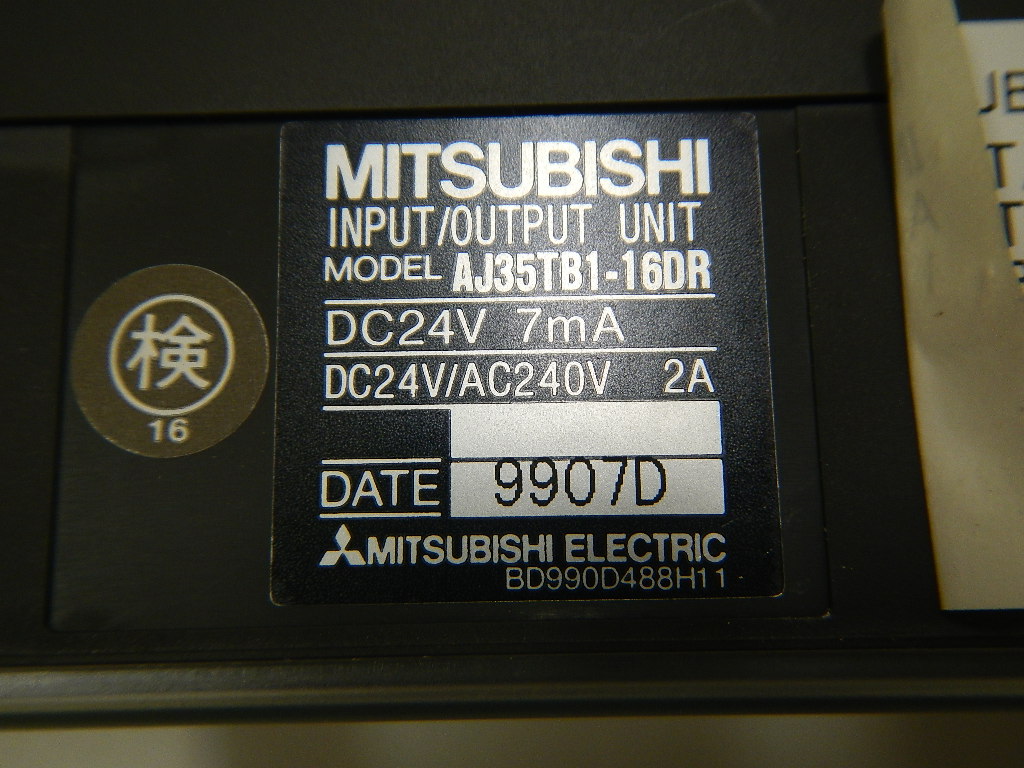 MITSUBISHI
INPUT/OUTPUT UNIT
MODEL AJ35TB1-16DR
DC24V 7mA
DC24V/AC240V 2A
DATE 9907D
MITSUBISHI ELECTRIC
BD990D488H11
検
16